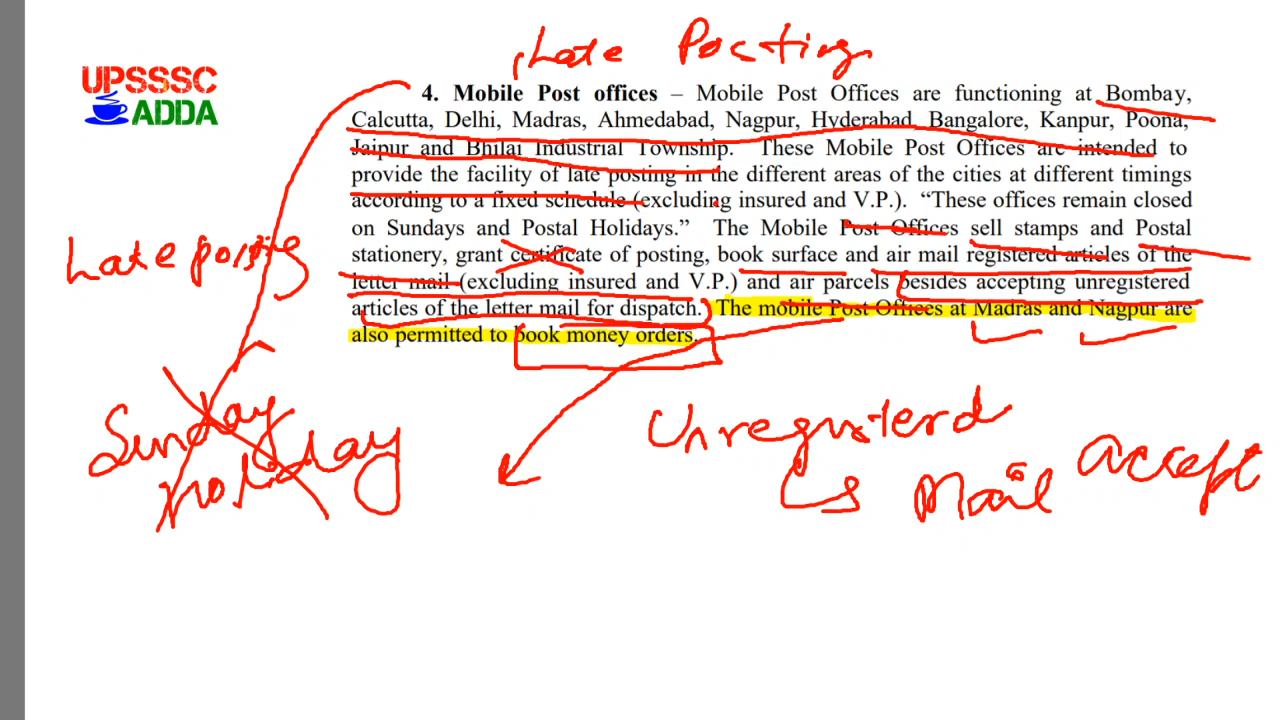 Late Posting
UPSSSC
ADDA
4. Mobile Post offices – Mobile Post Offices are functioning at Bombay,
Calcutta, Delhi, Madras, Ahmedabad, Nagpur, Hyderabad, Bangalore, Kanpur, Poona,
Jaipur and Bhilai Industrial Township. These Mobile Post Offices are intended to
provide the facility of late posting in the different areas of the cities at different timings
according to a fixed schedule (excluding insured and V.P.). “These offices remain closed
on Sundays and Postal Holidays.” The Mobile Post Offices sell stamps and Postal
stationery, grant certificate of posting, book surface and air mail registered articles of the
letter mail (excluding insured and V.P.) and air parcels besides accepting unregistered
articles of the letter mail for dispatch. The mobile Post Offices at Madras and Nagpur are
also permitted to book money orders.
Late posting
Sunday
Holiday
Unregisterd
Mail accept